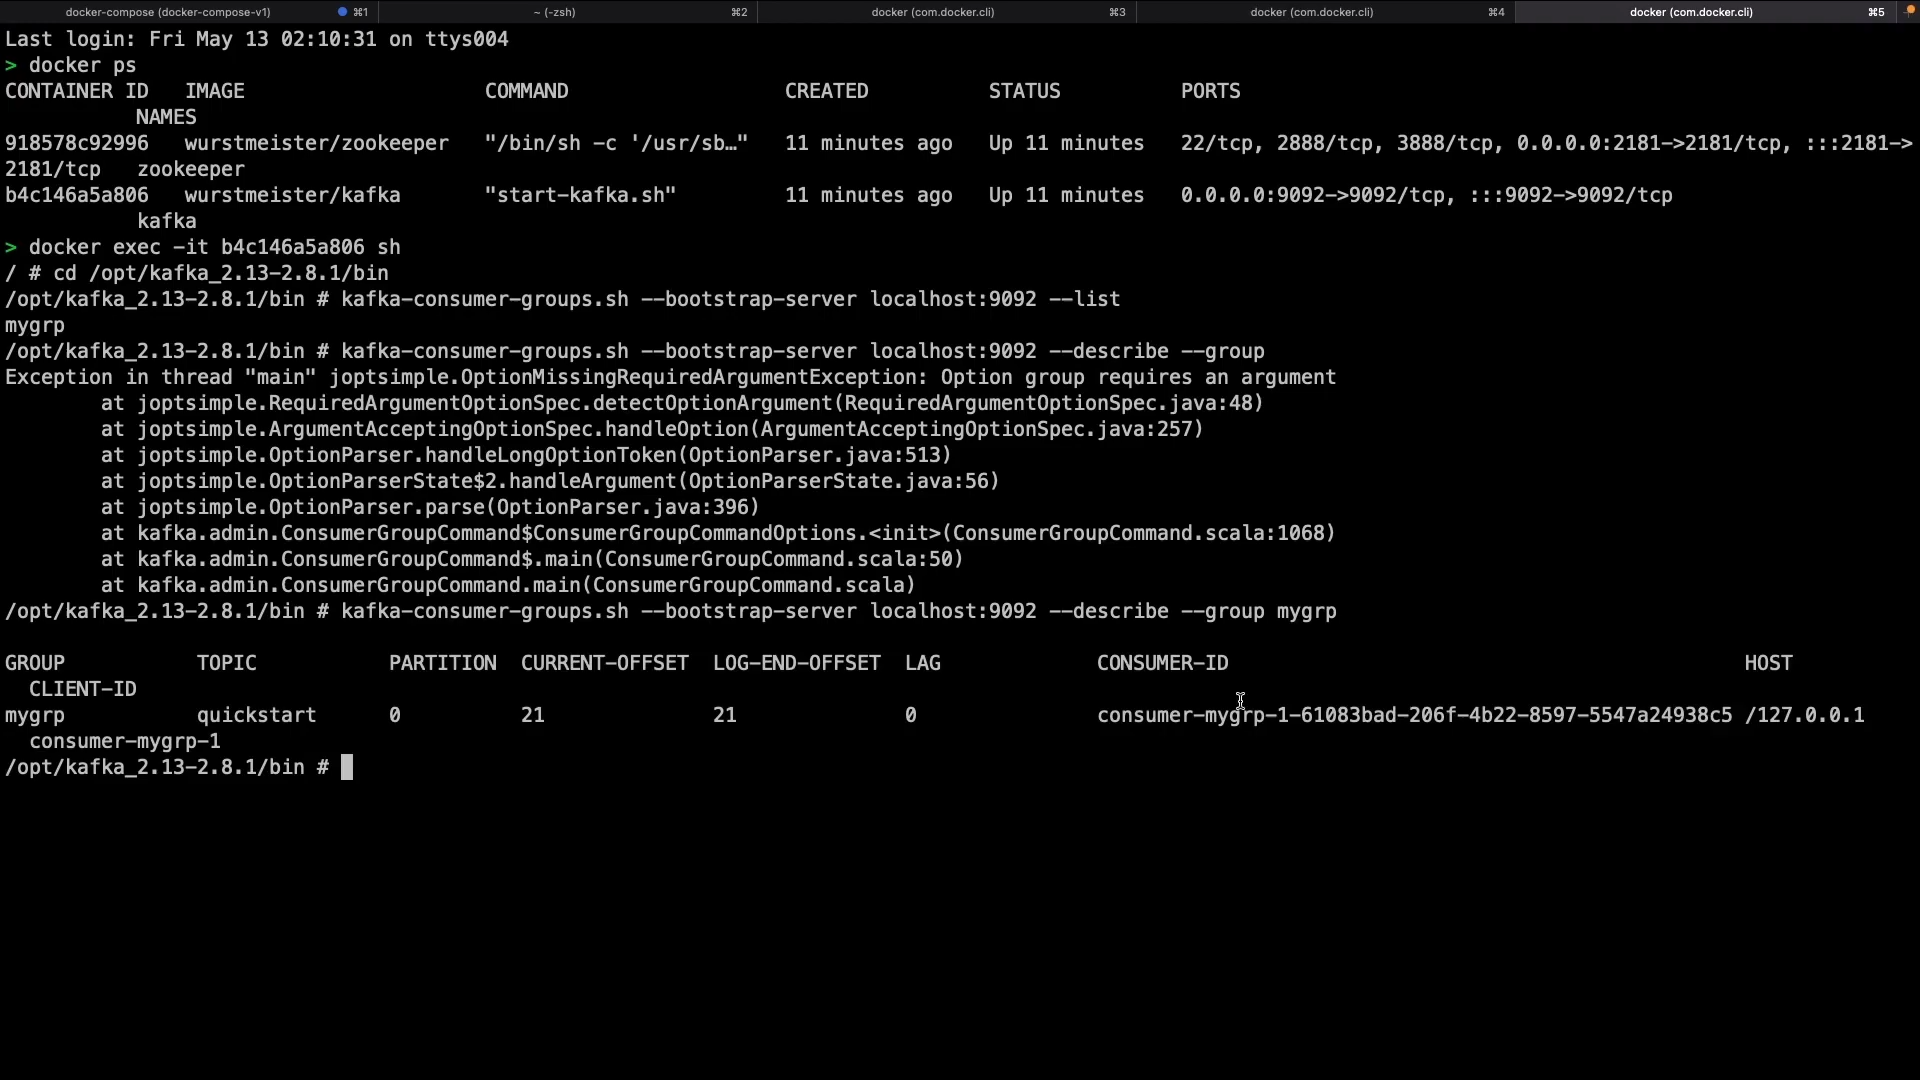 docker-compose (docker-compose-v1) ⌘1 ~ (-zsh) ⌘2 docker (com.docker.cli) ⌘3 docker (com.docker.cli) ⌘4 docker (com.docker.cli) ⌘5
Last login: Fri May 13 02:10:31 on ttys004
> docker ps
CONTAINER ID   IMAGE                    COMMAND                  CREATED          STATUS          PORTS
           NAMES
918578c92996   wurstmeister/zookeeper   "/bin/sh -c '/usr/sb…"   11 minutes ago   Up 11 minutes   22/tcp, 2888/tcp, 3888/tcp, 0.0.0.0:2181->2181/tcp, :::2181->
2181/tcp   zookeeper
b4c146a5a806   wurstmeister/kafka       "start-kafka.sh"         11 minutes ago   Up 11 minutes   0.0.0.0:9092->9092/tcp, :::9092->9092/tcp
           kafka
> docker exec -it b4c146a5a806 sh
/ # cd /opt/kafka_2.13-2.8.1/bin
/opt/kafka_2.13-2.8.1/bin # kafka-consumer-groups.sh --bootstrap-server localhost:9092 --list
mygrp
/opt/kafka_2.13-2.8.1/bin # kafka-consumer-groups.sh --bootstrap-server localhost:9092 --describe --group
Exception in thread "main" joptsimple.OptionMissingRequiredArgumentException: Option group requires an argument
        at joptsimple.RequiredArgumentOptionSpec.detectOptionArgument(RequiredArgumentOptionSpec.java:48)
        at joptsimple.ArgumentAcceptingOptionSpec.handleOption(ArgumentAcceptingOptionSpec.java:257)
        at joptsimple.OptionParser.handleLongOptionToken(OptionParser.java:513)
        at joptsimple.OptionParserState$2.handleArgument(OptionParserState.java:56)
        at joptsimple.OptionParser.parse(OptionParser.java:396)
        at kafka.admin.ConsumerGroupCommand$ConsumerGroupCommandOptions.<init>(ConsumerGroupCommand.scala:1068)
        at kafka.admin.ConsumerGroupCommand$.main(ConsumerGroupCommand.scala:50)
        at kafka.admin.ConsumerGroupCommand.main(ConsumerGroupCommand.scala)
/opt/kafka_2.13-2.8.1/bin # kafka-consumer-groups.sh --bootstrap-server localhost:9092 --describe --group mygrp
GROUP           TOPIC           PARTITION  CURRENT-OFFSET  LOG-END-OFFSET  LAG             CONSUMER-ID                                           HOST
  CLIENT-ID
mygrp           quickstart      0          21              21              0               consumer-mygrp-1-61083bad-206f-4b22-8597-5547a24938c5 /127.0.0.1
  consumer-mygrp-1
/opt/kafka_2.13-2.8.1/bin #